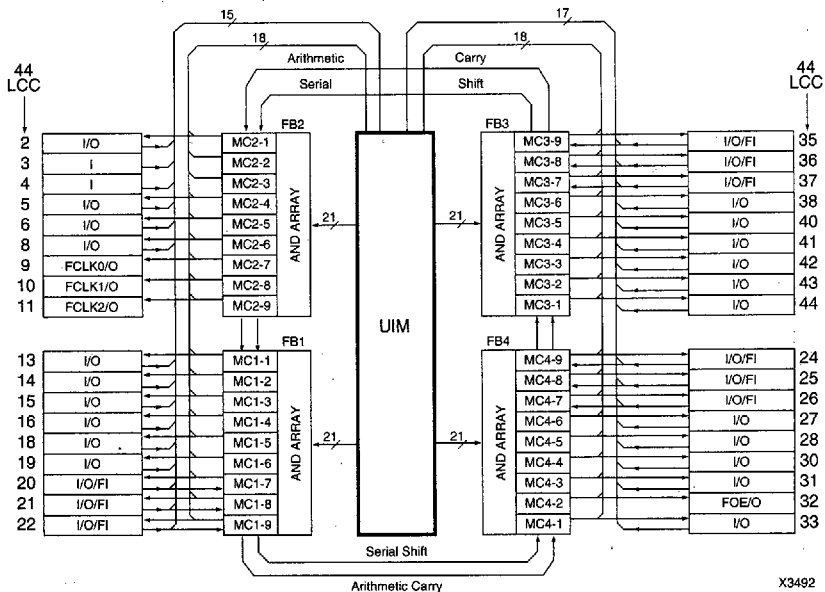 15
17
18
18
Arithmetic Carry
Serial Shift
44
LCC
44
LCC
FB2
2 I/O MC2-1
3 I MC2-2
4 I MC2-3
5 I/O MC2-4
6 I/O MC2-5
8 I/O MC2-6
9 FCLK0/O MC2-7
10 FCLK1/O MC2-8
11 FCLK2/O MC2-9
AND ARRAY
21
FB1
13 I/O MC1-1
14 I/O MC1-2
15 I/O MC1-3
16 I/O MC1-4
18 I/O MC1-5
19 I/O MC1-6
20 I/O/FI MC1-7
21 I/O/FI MC1-8
22 I/O/FI MC1-9
AND ARRAY
21
UIM
FB3
21
AND ARRAY
MC3-9 I/O/FI 35
MC3-8 I/O/FI 36
MC3-7 I/O/FI 37
MC3-6 I/O 38
MC3-5 I/O 40
MC3-4 I/O 41
MC3-3 I/O 42
MC3-2 I/O 43
MC3-1 I/O 44
FB4
21
AND ARRAY
MC4-9 I/O/FI 24
MC4-8 I/O/FI 25
MC4-7 I/O/FI 26
MC4-6 I/O 27
MC4-5 I/O 28
MC4-4 I/O 30
MC4-3 I/O 31
MC4-2 FOE/O 32
MC4-1 I/O 33
Serial Shift
Arithmetic Carry
X3492